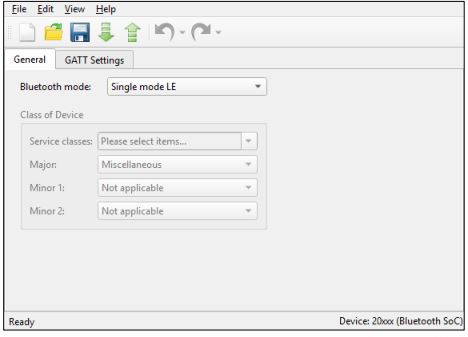 File Edit View Help
General GATT Settings
Bluetooth mode: Single mode LE
Class of Device
Service classes: Please select items...
Major: Miscellaneous
Minor 1: Not applicable
Minor 2: Not applicable
Ready Device: 20xxx (Bluetooth SoC)